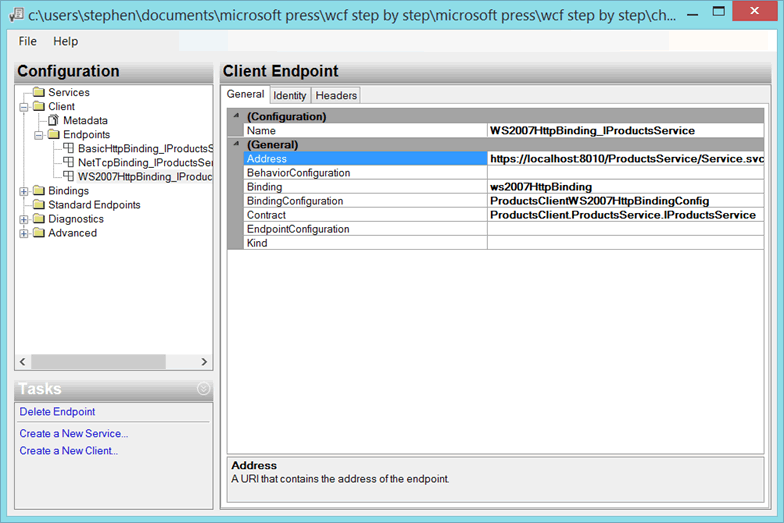 c:\users\stephen\documents\microsoft press\wcf step by step\microsoft press\wcf step by step\ch...
File Help
Configuration
Services
Client
Metadata
Endpoints
BasicHttpBinding_IProductsS
NetTcpBinding_IProductsSer
WS2007HttpBinding_IProduc
Bindings
Standard Endpoints
Diagnostics
Advanced
Tasks
Delete Endpoint
Create a New Service...
Create a New Client...
Client Endpoint
General Identity Headers
(Configuration)
Name WS2007HttpBinding_IProductsService
(General)
Address https://localhost:8010/ProductsService/Service.svc
BehaviorConfiguration
Binding ws2007HttpBinding
BindingConfiguration ProductsClientWS2007HttpBindingConfig
Contract ProductsClient.ProductsService.IProductsService
EndpointConfiguration
Kind
Address
A URI that contains the address of the endpoint.